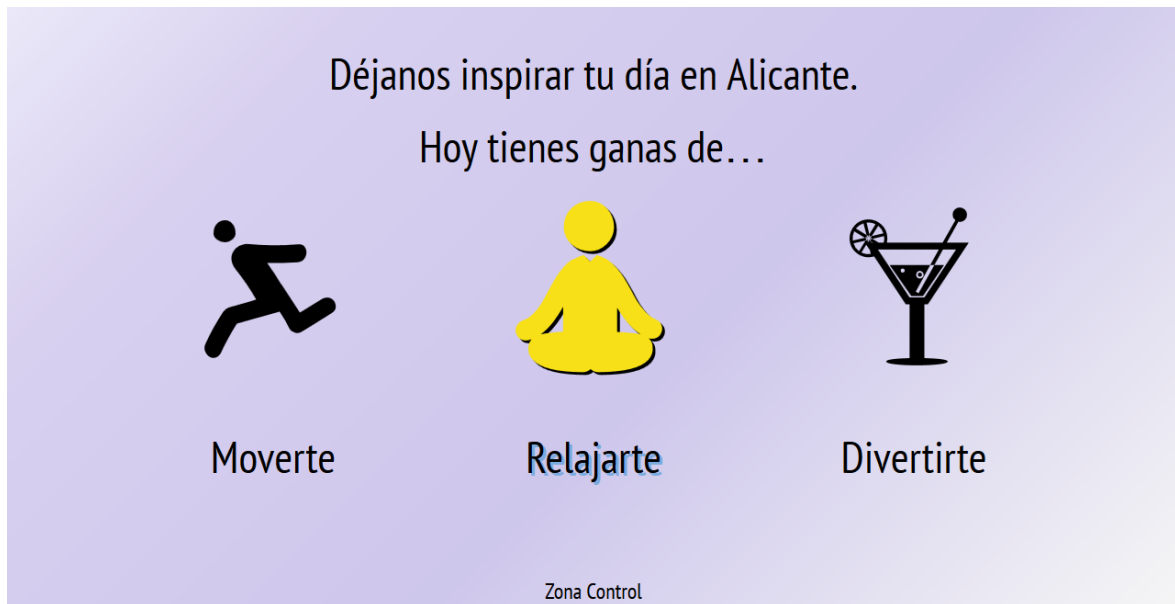 Déjanos inspirar tu día en Alicante.
Hoy tienes ganas de...
Moverte
Relajarte
Divertirte
Zona Control